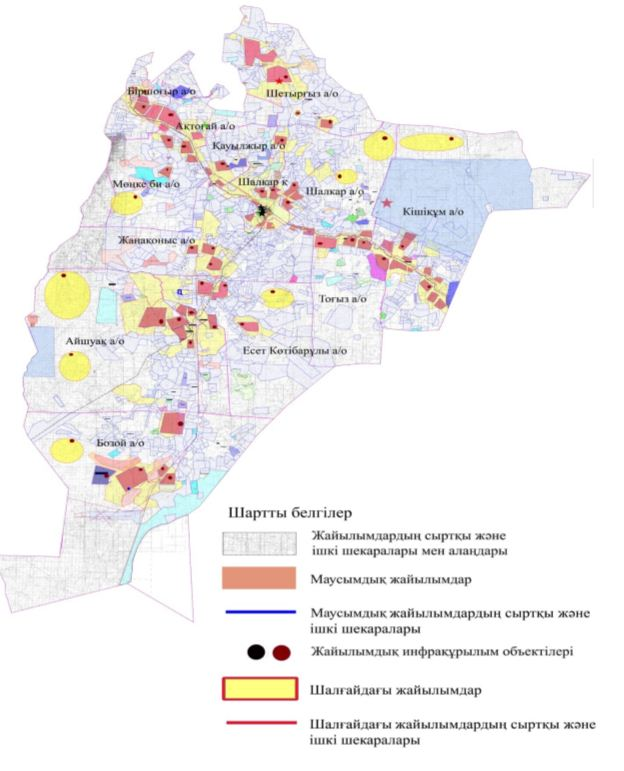 Шетырғыз а/о
Біршоғыр а/о
Ақтоғай а/о
Қауылжыр а/о
Мөңке би а/о
Шалкар қ
Шалкар а/о
Кішіқұм а/о
Жаңақоныс а/о
Тоғыз а/о
Айшуақ а/о
Есет Көтібарұлы а/о
Бозой а/о
Шартты белгілер
Жайылымдардың сыртқы және
ішкі шекаралары мен алаңдары
Маусымдық жайылымдар
Маусымдық жайылымдардың сыртқы және
ішкі шекаралары
Жайылымдық инфрақұрылым объектілері
Шалғайдағы жайылымдар
Шалғайдағы жайылымдардың сыртқы және
ішкі шекаралары